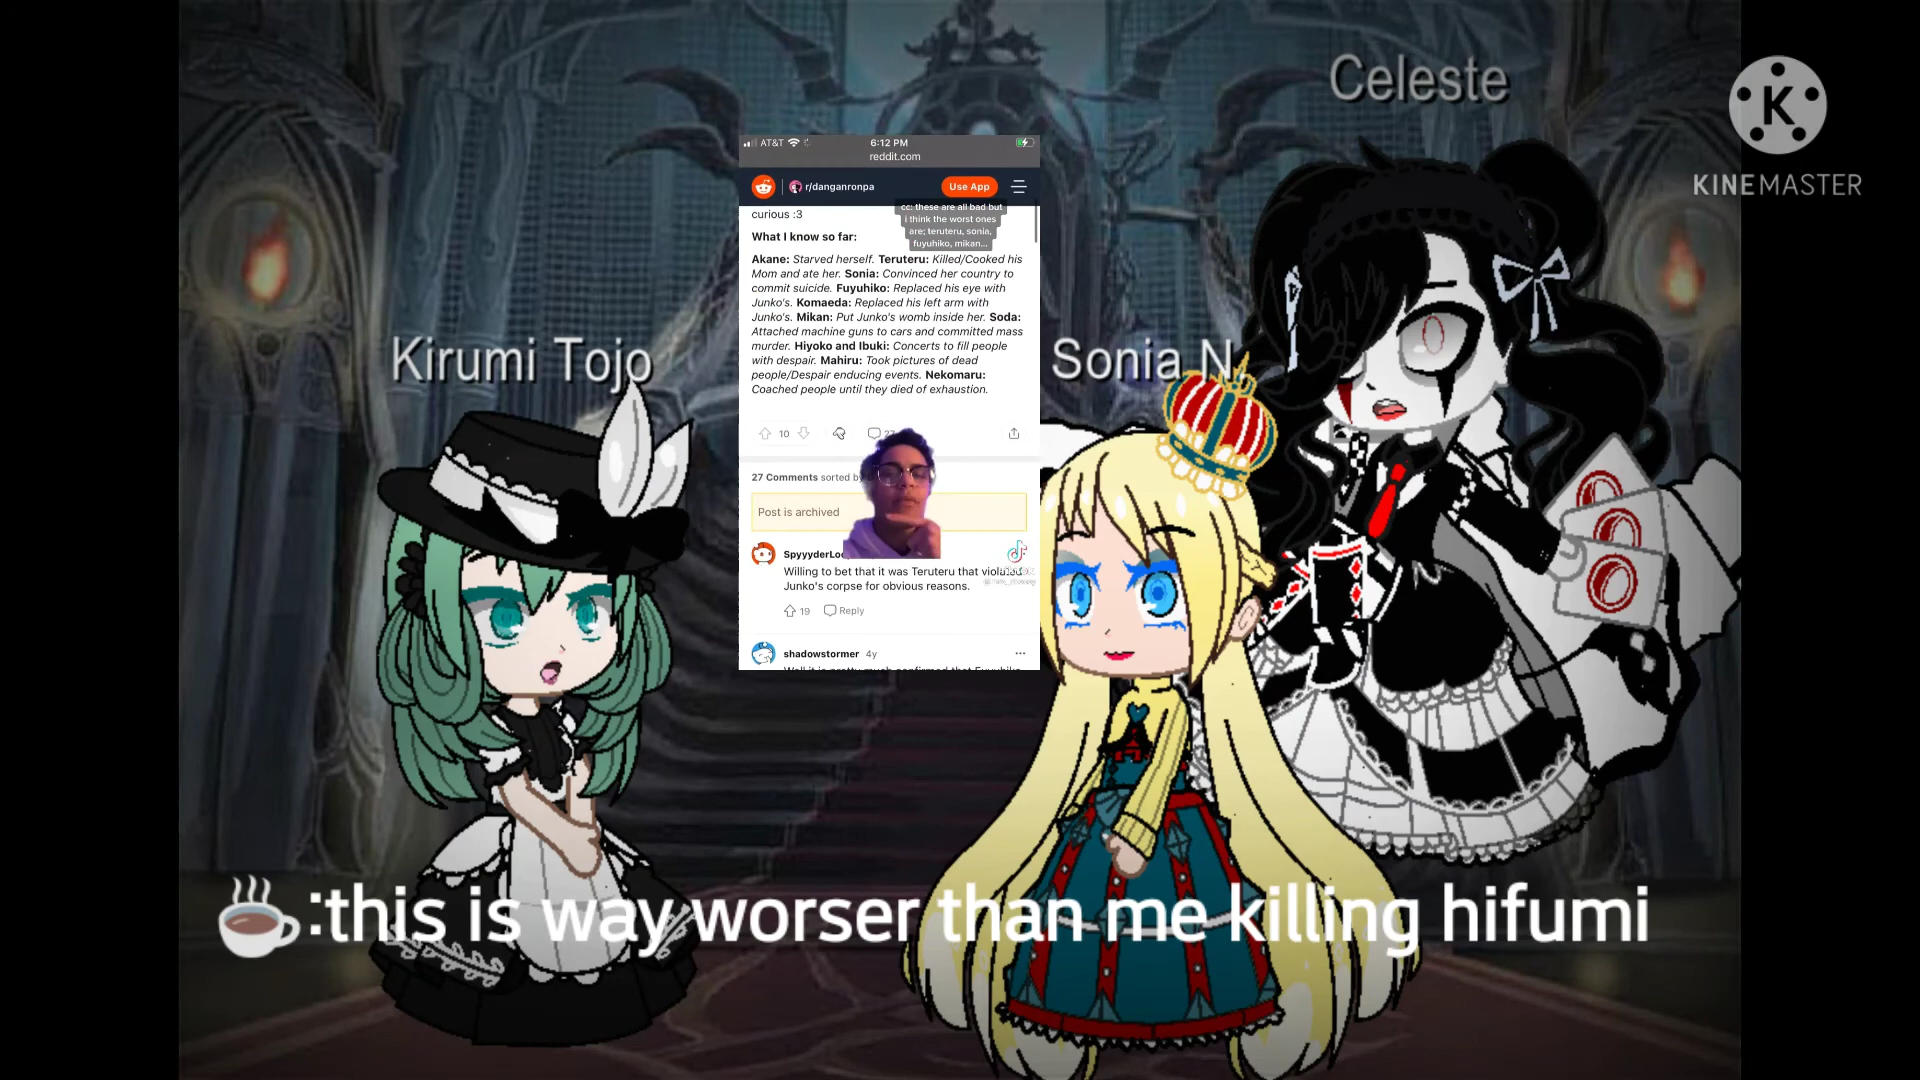 Celeste
KINEMASTER
AT&T
6:12 PM
reddit.com
r/danganronpa
Use App
curious :3
cc: these are all bad but
i think the worst ones
are; teruteru, sonia,
fuyuhiko, mikan...
What I know so far:
Akane: Starved herself. Teruteru: Killed/Cooked his
Mom and ate her. Sonia: Convinced her country to
commit suicide. Fuyuhiko: Replaced his eye with
Junko's. Komaeda: Replaced his left arm with
Junko's. Mikan: Put Junko's womb inside her. Soda:
Attached machine guns to cars and committed mass
murder. Hiyoko and Ibuki: Concerts to fill people
with despair. Mahiru: Took pictures of dead
people/Despair enducing events. Nekomaru:
Coached people until they died of exhaustion.
Kirumi Tojo
Sonia N.
10
27
27 Comments sorted by
Post is archived
SpyyyderLo
Willing to bet that it was Teruteru that violated
Junko's corpse for obvious reasons.
19
Reply
shadowstormer 4y
:this is way worser than me killing hifumi